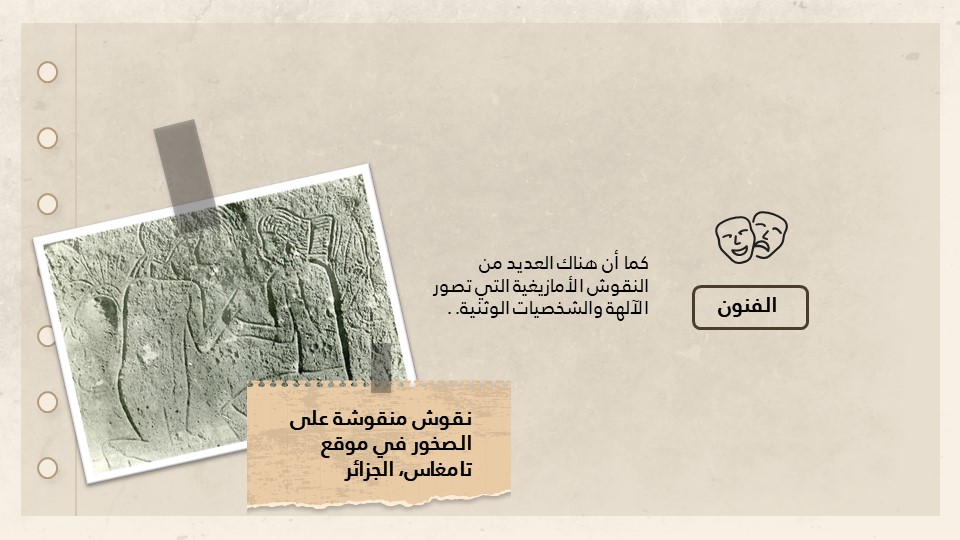 الفنون
كما أن هناك العديد من
النقوش الأمازيغية التي تصور
الآلهة والشخصيات الوثنية. .
نقوش منقوشة على
الصخور في موقع
تامغاس، الجزائر